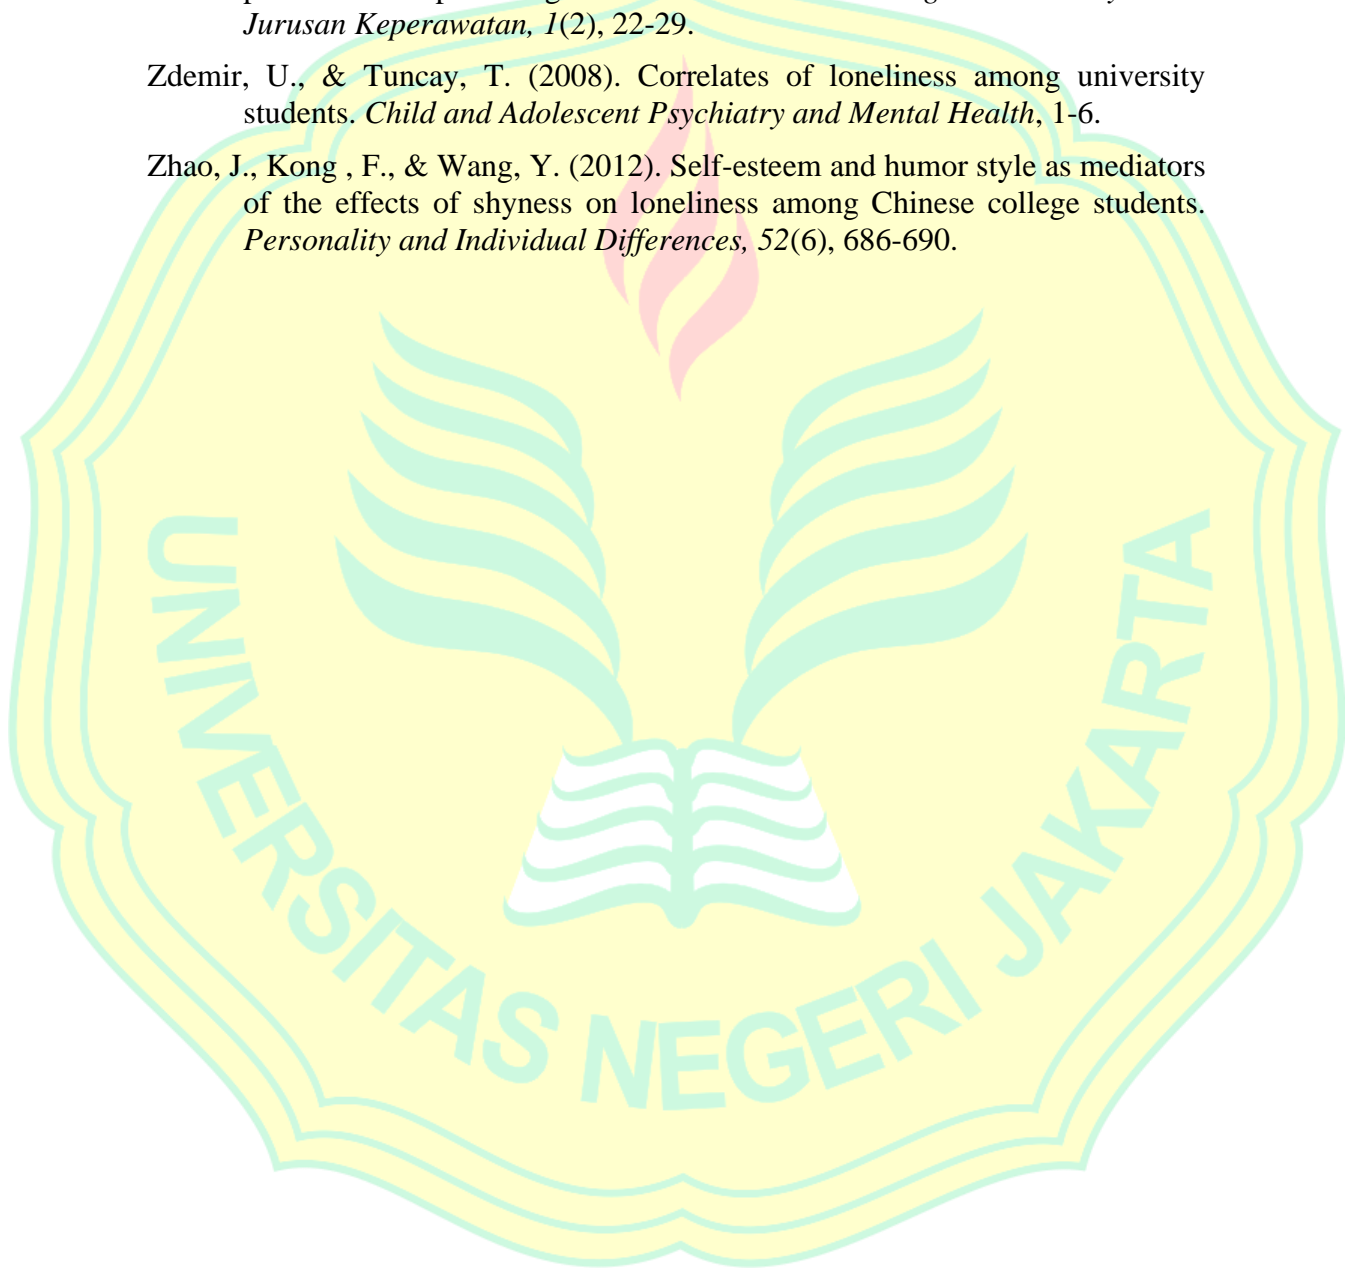 Jurusan Keperawatan, 1(2), 22-29.
Zdemir, U., & Tuncay, T. (2008). Correlates of loneliness among university
students. Child and Adolescent Psychiatry and Mental Health, 1-6.
Zhao, J., Kong , F., & Wang, Y. (2012). Self-esteem and humor style as mediators
of the effects of shyness on loneliness among Chinese college students.
Personality and Individual Differences, 52(6), 686-690.
UNIVERSITAS NEGERI JAKARTA